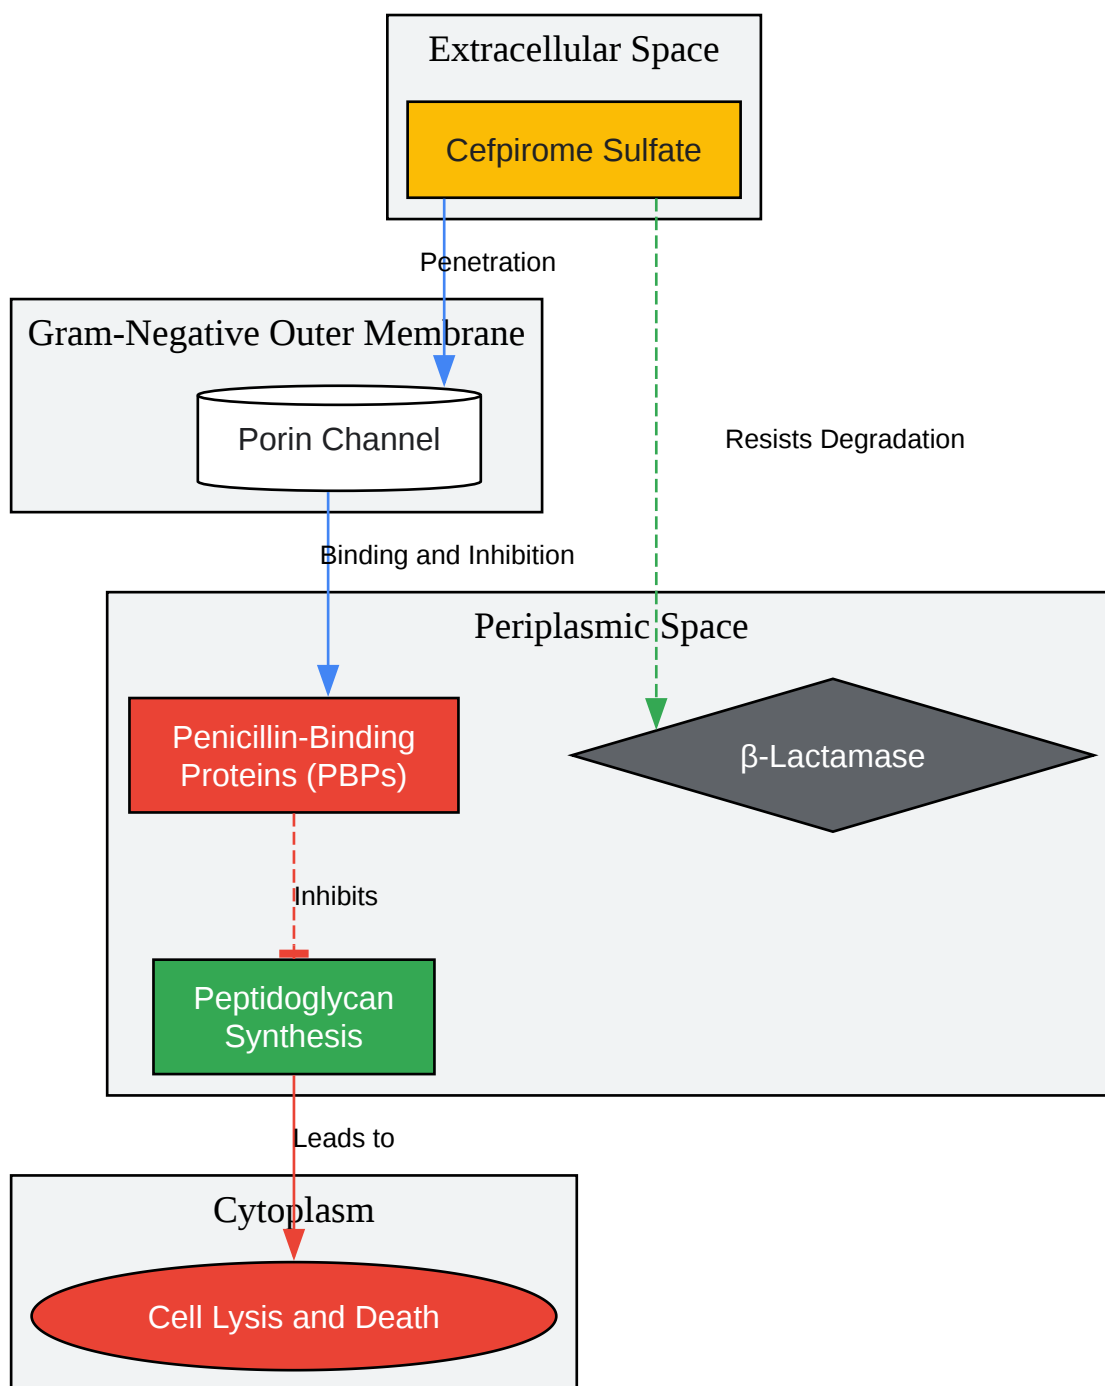 Extracellular Space
Cefpirome Sulfate
Penetration
Gram-Negative Outer Membrane
Porin Channel
Resists Degradation
Binding and Inhibition
Periplasmic Space
Penicillin-Binding
Proteins (PBPs)
β-Lactamase
Inhibits
Peptidoglycan
Synthesis
Leads to
Cytoplasm
Cell Lysis and Death